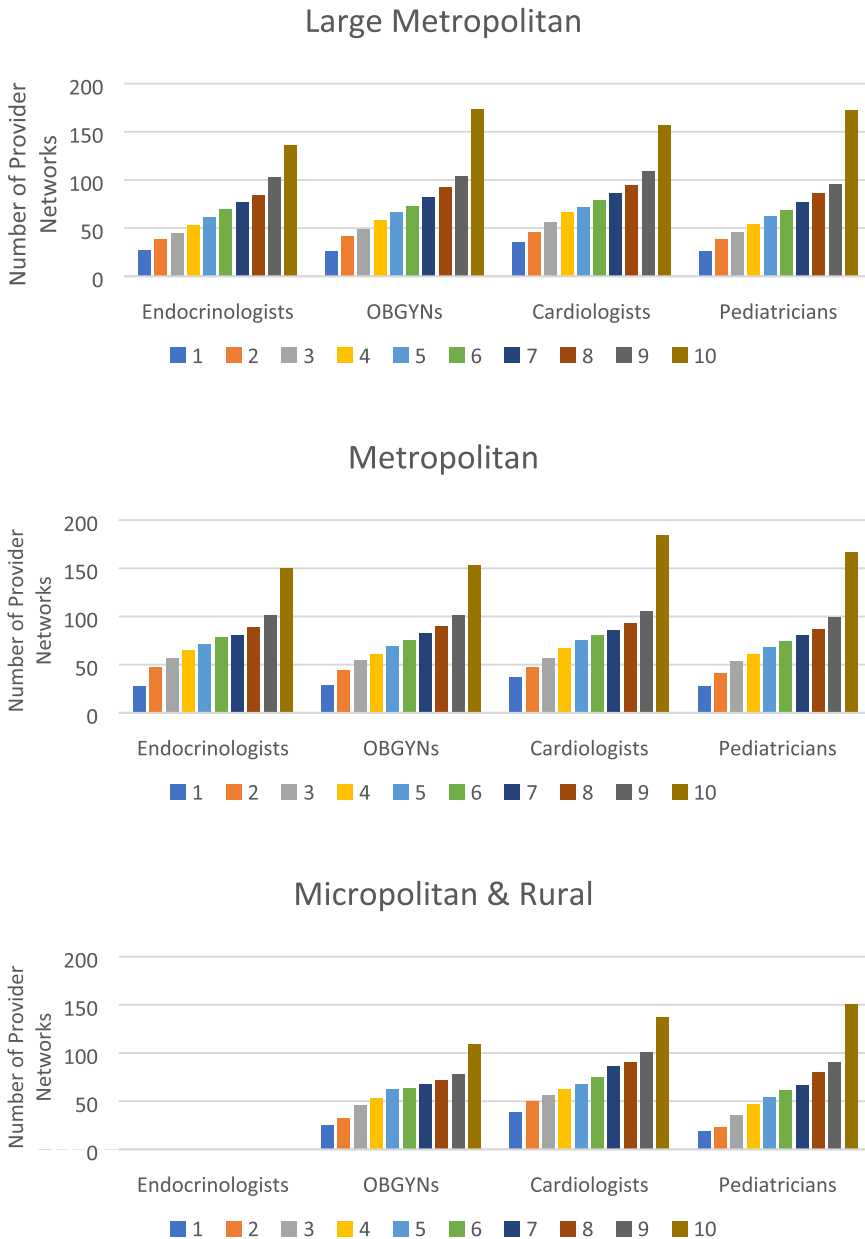 Large Metropolitan
Number of Provider
Networks
200
150
100
50
0
Endocrinologists OBGYNs Cardiologists Pediatricians
1 2 3 4 5 6 7 8 9 10
Metropolitan
Number of Provider
Networks
200
150
100
50
0
Endocrinologists OBGYNs Cardiologists Pediatricians
1 2 3 4 5 6 7 8 9 10
Micropolitan & Rural
Number of Provider
Networks
200
150
100
50
0
Endocrinologists OBGYNs Cardiologists Pediatricians
1 2 3 4 5 6 7 8 9 10